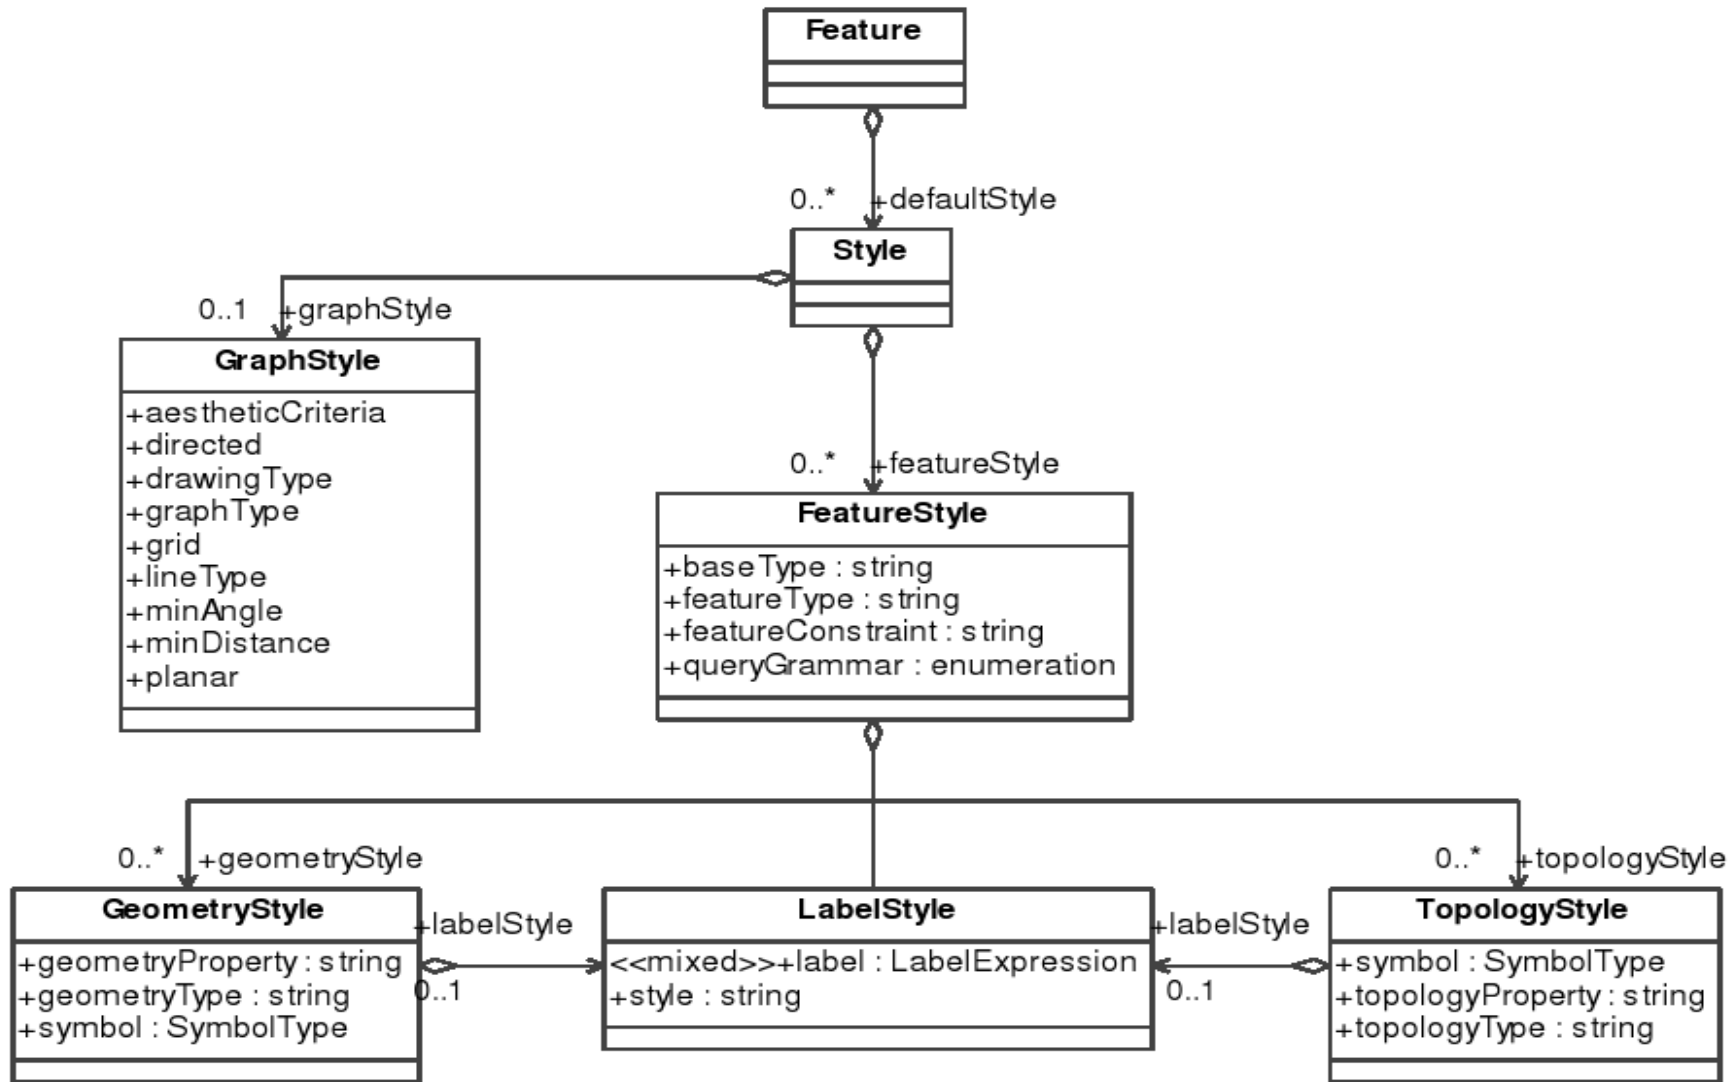 Feature
0..* +defaultStyle
Style
0..1 +graphStyle
GraphStyle
+aestheticCriteria
+directed
+drawingType
+graphType
+grid
+lineType
+minAngle
+minDistance
+planar
0..* +featureStyle
FeatureStyle
+baseType : string
+featureType : string
+featureConstraint : string
+queryGrammar : enumeration
0..* +geometryStyle
GeometryStyle
+geometryProperty : string
+geometryType : string
+symbol : SymbolType
+labelStyle
0..1
LabelStyle
<<mixed>>+label : LabelExpression
+style : string
+labelStyle
0..1
0..* +topologyStyle
TopologyStyle
+symbol : SymbolType
+topologyProperty : string
+topologyType : string